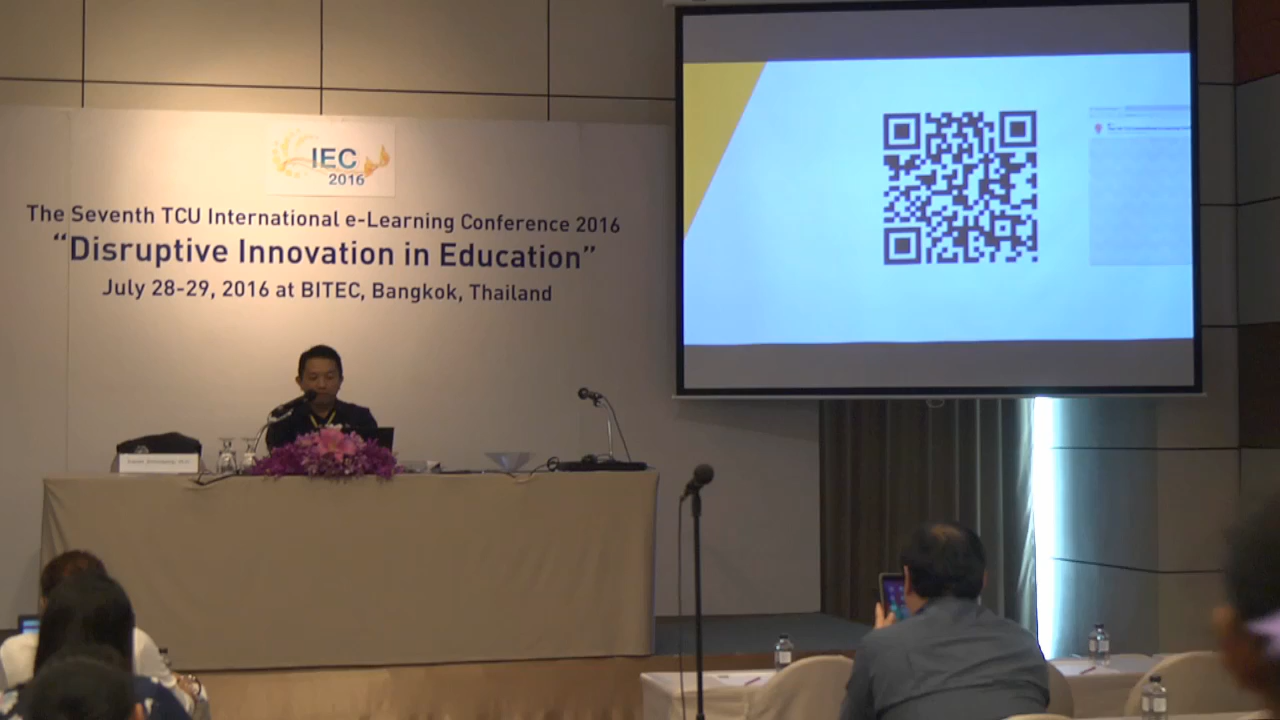 IEC
2016
The Seventh TCU International e-Learning Conference 2016
“Disruptive Innovation in Education”
July 28-29, 2016 at BITEC, Bangkok, Thailand